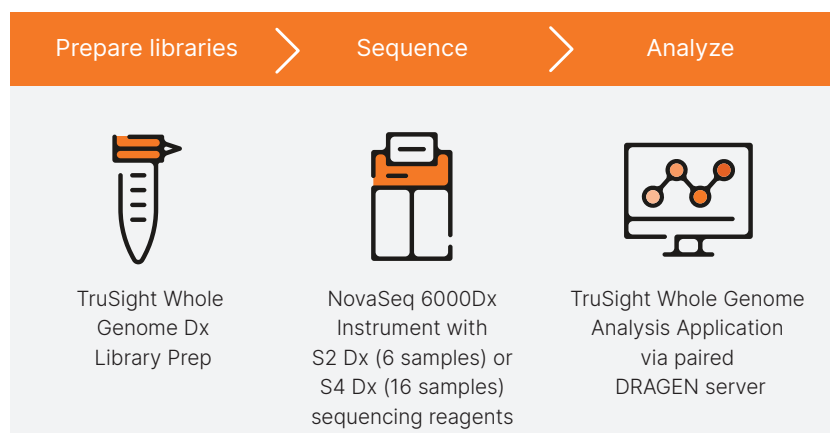 Prepare libraries
Sequence
Analyze
TruSight Whole
Genome Dx
Library Prep
NovaSeq 6000Dx
Instrument with
S2 Dx (6 samples) or
S4 Dx (16 samples)
sequencing reagents
TruSight Whole Genome
Analysis Application
via paired
DRAGEN server